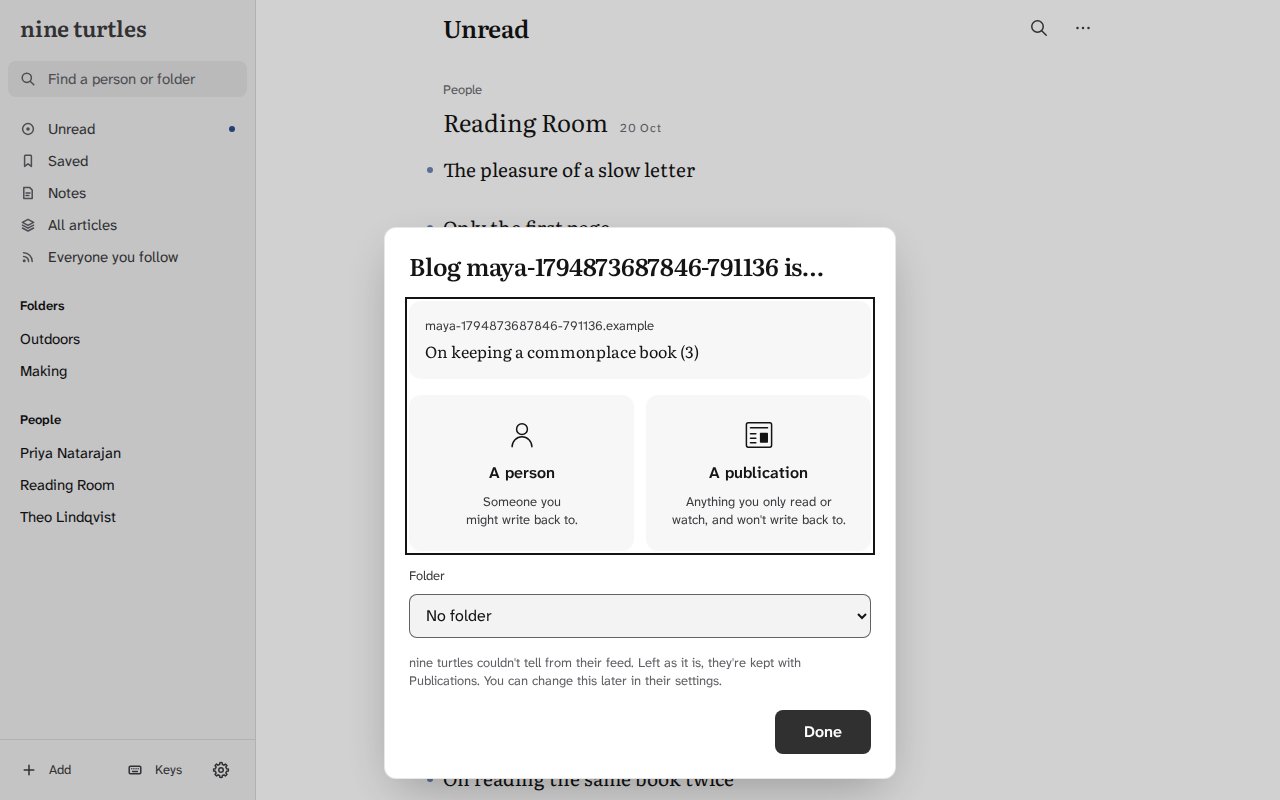 nine turtles
Find a person or folder
Unread
Saved
Notes
All articles
Everyone you follow
Folders
Outdoors
Making
People
Priya Natarajan
Reading Room
Theo Lindqvist
Add
Keys
Unread
People
Reading Room 20 Oct
The pleasure of a slow letter
Only the first page
Blog maya-1794873687846-791136 is...
maya-1794873687846-791136.example
On keeping a commonplace book (3)
A person
Someone you
might write back to.
A publication
Anything you only read or
watch, and won't write back to.
Folder
No folder
nine turtles couldn't tell from their feed. Left as it is, they're kept with
Publications. You can change this later in their settings.
Done
On reading the same book twice